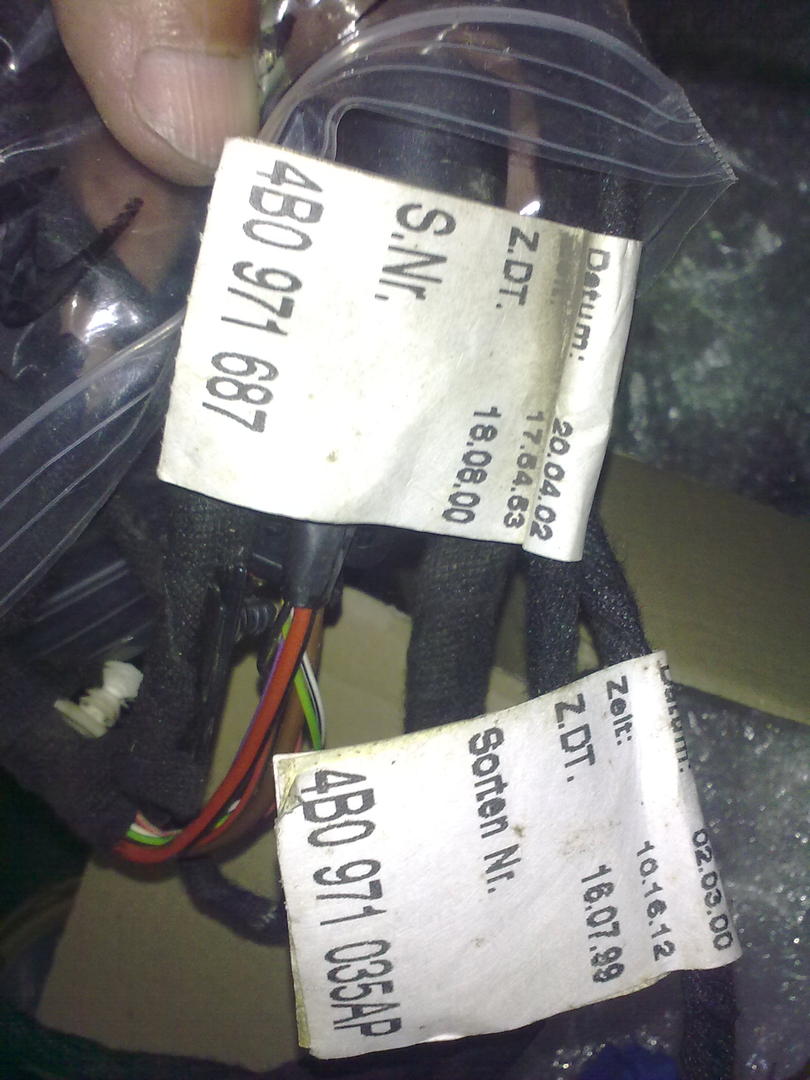 4B0 971 687
S.Nr.
Z.DT. 18.08.00
17.54.53
Datum: 20.04.02
4B0 971 035AP
Sorten Nr.
Z.DT. 16.07.99
Zeit: 10.16.12
Datum: 02.03.00